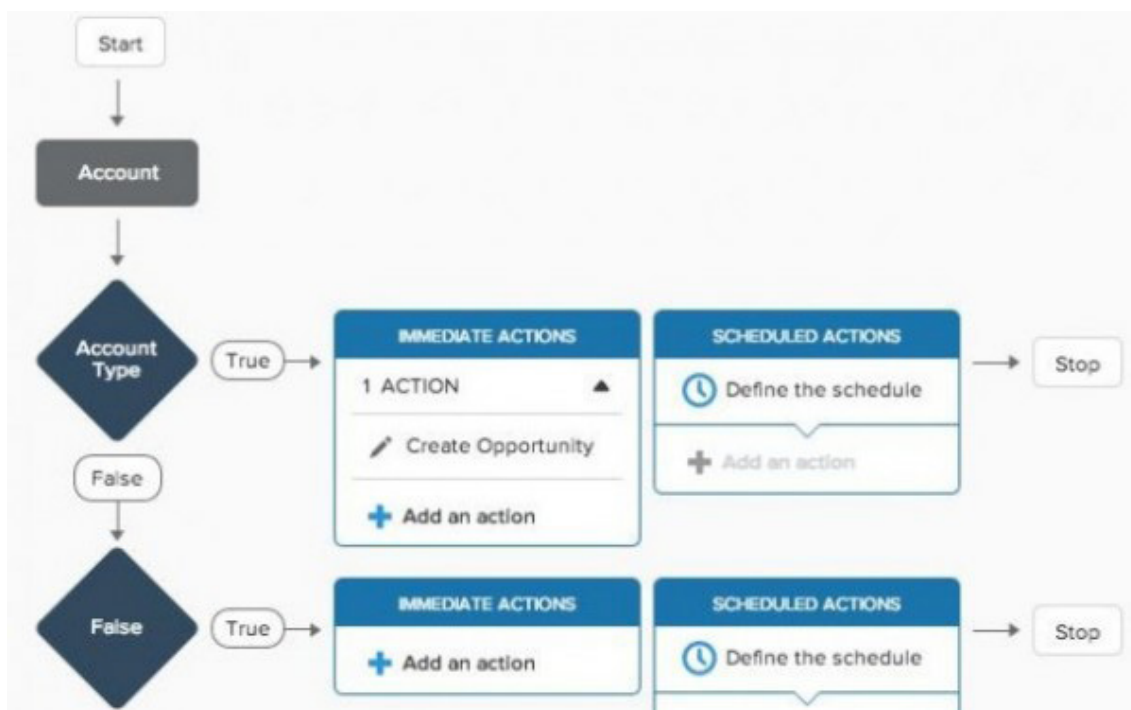 Start
Account
Account
Type
True
IMMEDIATE ACTIONS
1 ACTION
Create Opportunity
Add an action
SCHEDULED ACTIONS
Define the schedule
Add an action
Stop
False
False
True
IMMEDIATE ACTIONS
Add an action
SCHEDULED ACTIONS
Define the schedule
Stop